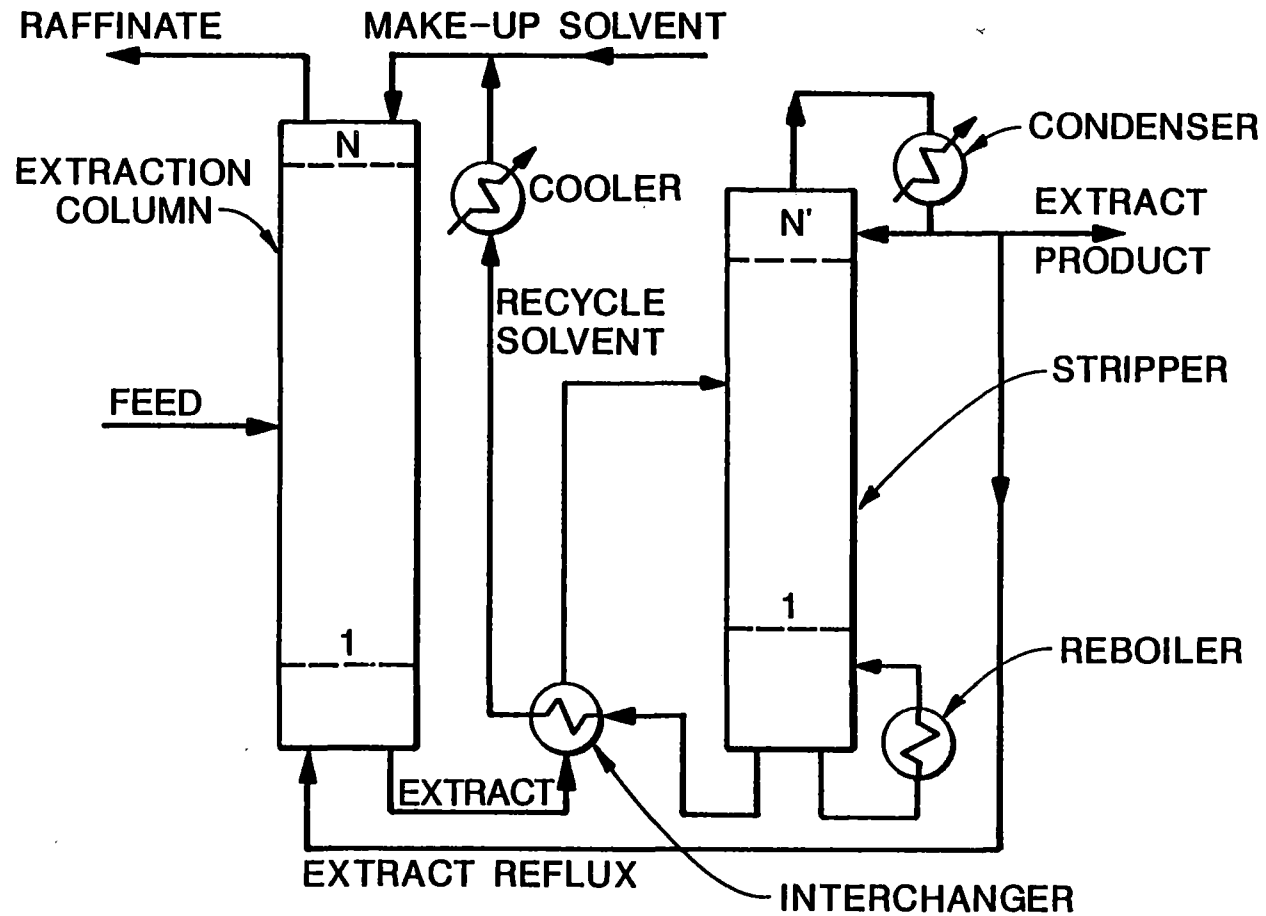 RAFFINATE
MAKE-UP SOLVENT
N
EXTRACTION
COLUMN
COOLER
CONDENSER
N'
EXTRACT
PRODUCT
RECYCLE
SOLVENT
STRIPPER
FEED
1
1
REBOILER
EXTRACT
EXTRACT REFLUX
INTERCHANGER